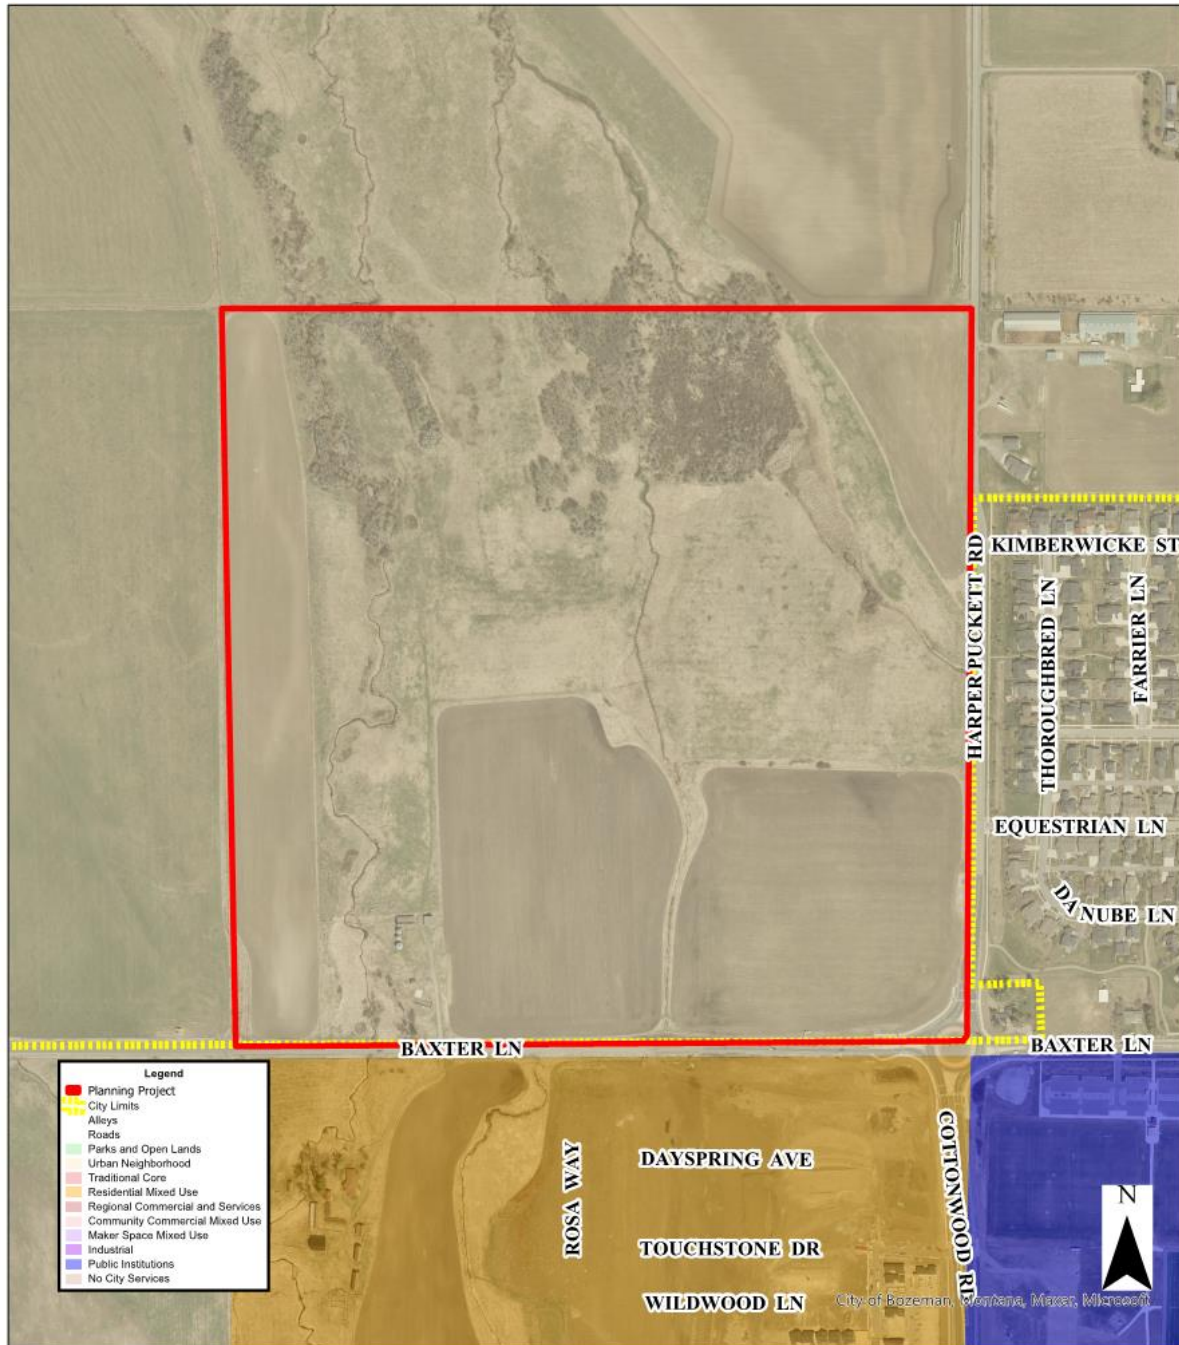 KIMBERWICKE ST
HARPER PUCKETT RD
THOROUGHBRED LN
FARRIER LN
EQUESTRIAN LN
DANUBE LN
BAXTER LN
BAXTER LN
Legend
Planning Project
City Limits
Alleys
Roads
Parks and Open Lands
Urban Neighborhood
Traditional Core
Residential Mixed Use
Regional Commercial and Services
Community Commercial Mixed Use
Maker Space Mixed Use
Industrial
Public Institutions
No City Services
ROSA WAY
DAYSPRING AVE
COTTONWOOD RD
TOUCHSTONE DR
WILDWOOD LN
N
City of Bozeman, Montana, Maxar, Microsoft